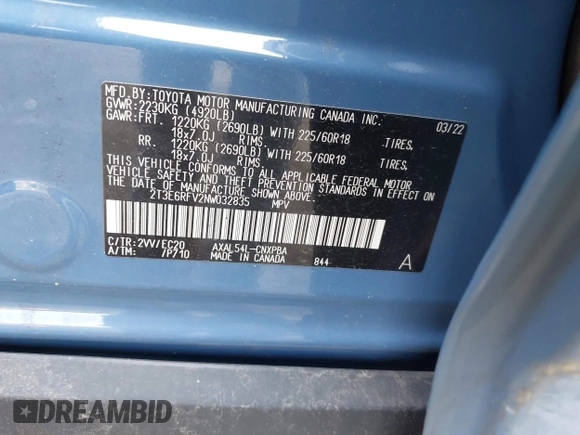 MFD.BY:TOYOTA MOTOR MANUFACTURING CANADA INC.
GVWR:2230KG (4920LB) 03/22
GAWR:FRT. 1220KG (2690LB) WITH 225/60R18 TIRES,
18x7.0J RIMS.
RR. 1220KG (2690LB) WITH 225/60R18 TIRES,
18x7.0J RIMS.
THIS VEHICLE CONFORMS TO ALL APPLICABLE FEDERAL MOTOR
VEHICLE SAFETY AND THEFT PREVENTION STANDARDS IN EFFECT ON
THE DATE OF MANUFACTURE SHOWN ABOVE.
2T3E6RFV2NW032835 MPV
C/TR:2VV/EC20 AXAL54L-CNXPBA
A/TM: /P710 MADE IN CANADA 844 A
DREAMBID